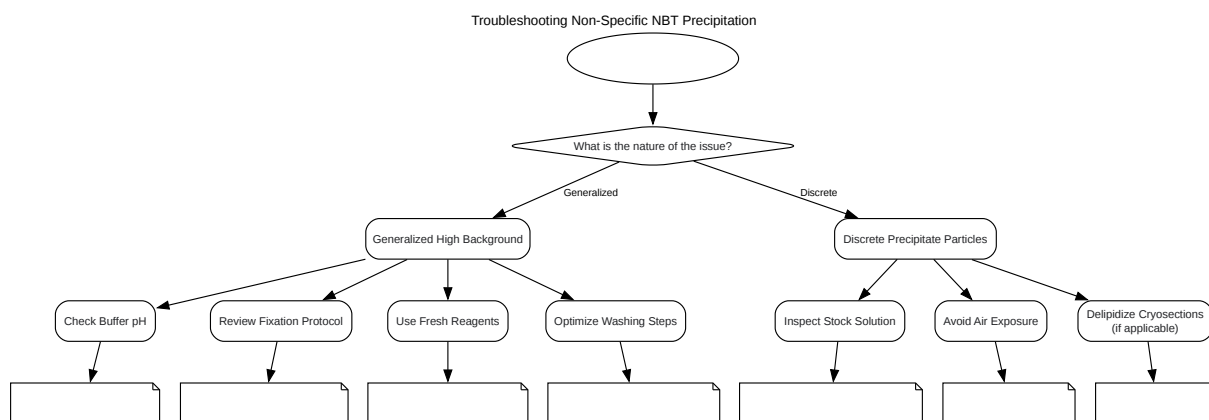 Troubleshooting Non-Specific NBT Precipitation
What is the nature of the issue?
Generalized
Discrete
Generalized High Background
Discrete Precipitate Particles
Check Buffer pH
Review Fixation Protocol
Use Fresh Reagents
Optimize Washing Steps
Inspect Stock Solution
Avoid Air Exposure
Delipidize Cryosections
(if applicable)